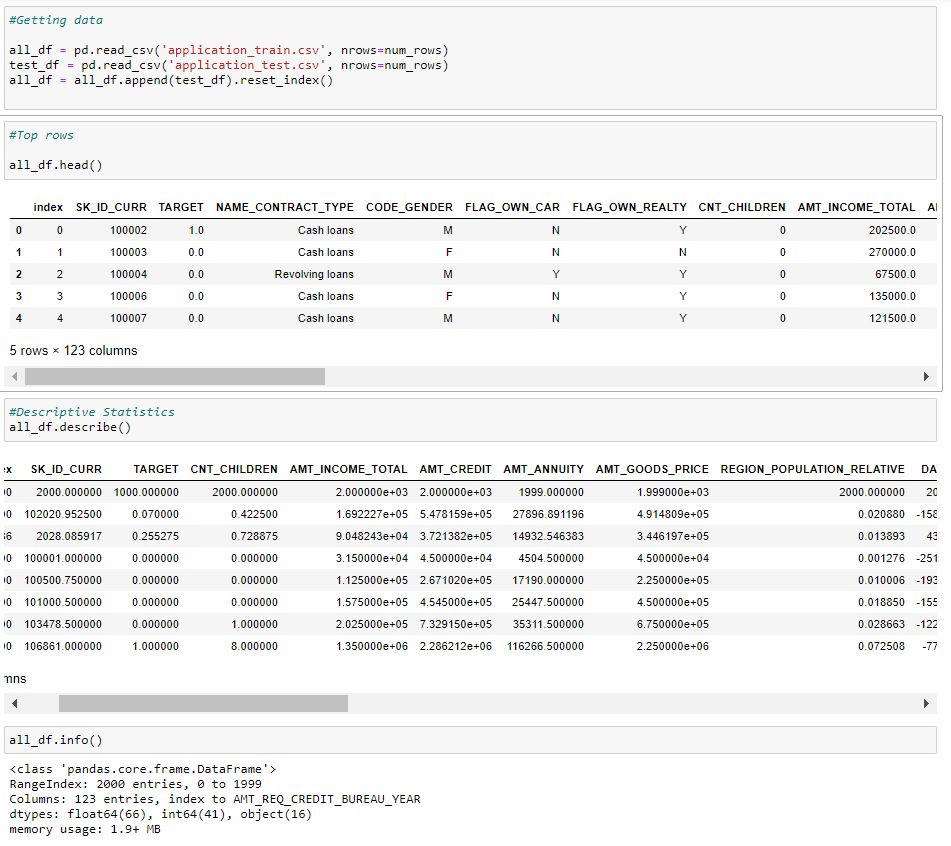 #Getting data
all_df = pd.read_csv('application_train.csv', nrows=num_rows)
test_df = pd.read_csv('application_test.csv', nrows=num_rows)
all_df = all_df.append(test_df).reset_index()
#Top rows
all_df.head()
index SK_ID_CURR TARGET NAME_CONTRACT_TYPE CODE_GENDER FLAG_OWN_CAR FLAG_OWN_REALTY CNT_CHILDREN AMT_INCOME_TOTAL
0 0 100002 1.0 Cash loans M N Y 0 202500.0
1 1 100003 0.0 Cash loans F N N 0 270000.0
2 2 100004 0.0 Revolving loans M Y Y 0 67500.0
3 3 100006 0.0 Cash loans F N Y 0 135000.0
4 4 100007 0.0 Cash loans M N Y 0 121500.0
5 rows × 123 columns
#Descriptive Statistics
all_df.describe()
SK_ID_CURR TARGET CNT_CHILDREN AMT_INCOME_TOTAL AMT_CREDIT AMT_ANNUITY AMT_GOODS_PRICE REGION_POPULATION_RELATIVE DA
2000.000000 1000.000000 2000.000000 2.000000e+03 2.000000e+03 1999.000000 1.999000e+03 2000.000000 20
102020.952500 0.070000 0.422500 1.692227e+05 5.478159e+05 27896.891196 4.914809e+05 0.020880 -158
2028.085917 0.255275 0.728875 9.048243e+04 3.721382e+05 14932.546383 3.446197e+05 0.013893 43
100001.000000 0.000000 0.000000 3.150000e+04 4.500000e+04 4504.500000 4.500000e+04 0.001276 -251
100500.750000 0.000000 0.000000 1.125000e+05 2.671020e+05 17190.000000 2.250000e+05 0.010006 -193
101000.500000 0.000000 0.000000 1.575000e+05 4.545000e+05 25447.500000 4.500000e+05 0.018850 -155
103478.500000 0.000000 1.000000 2.025000e+05 7.329150e+05 35311.500000 6.750000e+05 0.028663 -122
106861.000000 1.000000 8.000000 1.350000e+06 2.286212e+06 116266.500000 2.250000e+06 0.072508 -77
mns
all_df.info()
<class 'pandas.core.frame.DataFrame'>
RangeIndex: 2000 entries, 0 to 1999
Columns: 123 entries, index to AMT_REQ_CREDIT_BUREAU_YEAR
dtypes: float64(66), int64(41), object(16)
memory usage: 1.9+ MB